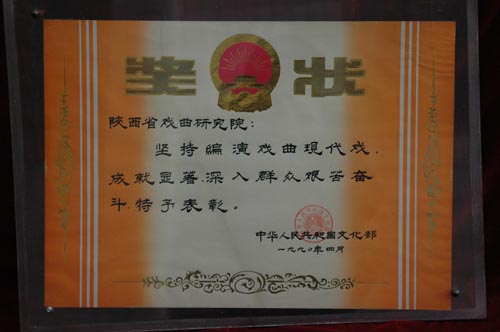 奖状
陕西省戏曲研究院：
坚持编演戏曲现代戏，
成就显著，深入群众艰苦奋
斗，特予表彰。
中华人民共和国文化部
一九九〇年四月